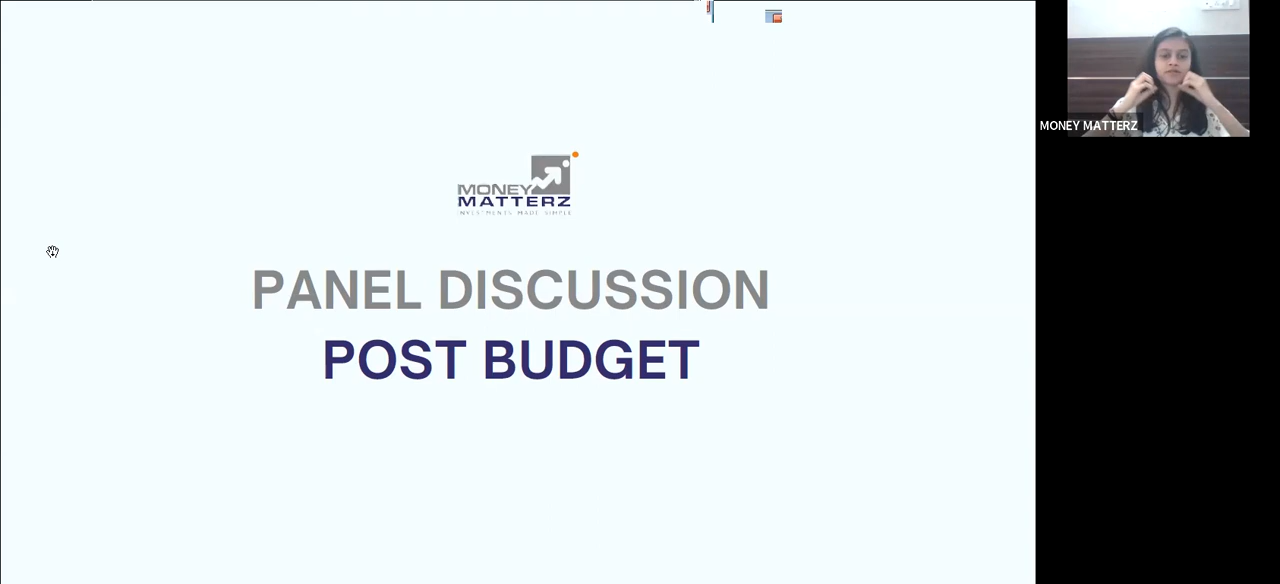 MONEY
MATTERZ
INVESTMENTS MADE SIMPLE
PANEL DISCUSSION
POST BUDGET
MONEY MATTERZ